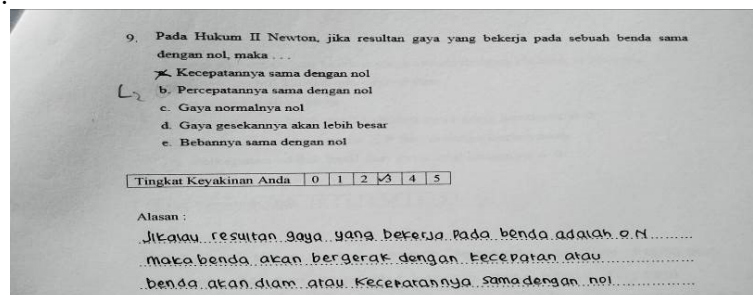 9. Pada Hukum II Newton, jika resultan gaya yang bekerja pada sebuah benda sama
dengan nol, maka . . .
Kecepatannya sama dengan nol
b. Percepatannya sama dengan nol
c. Gaya normalnya nol
d. Gaya gesekannya akan lebih besar
e. Bebannya sama dengan nol
Tingkat Keyakinan Anda 0 1 2 3 4 5
Alasan :
Jikalau resultan gaya yang bekerja pada benda adalah 0 N
maka benda akan bergerak dengan kecepatan atau
benda akan diam atau kecepatannya sama dengan nol